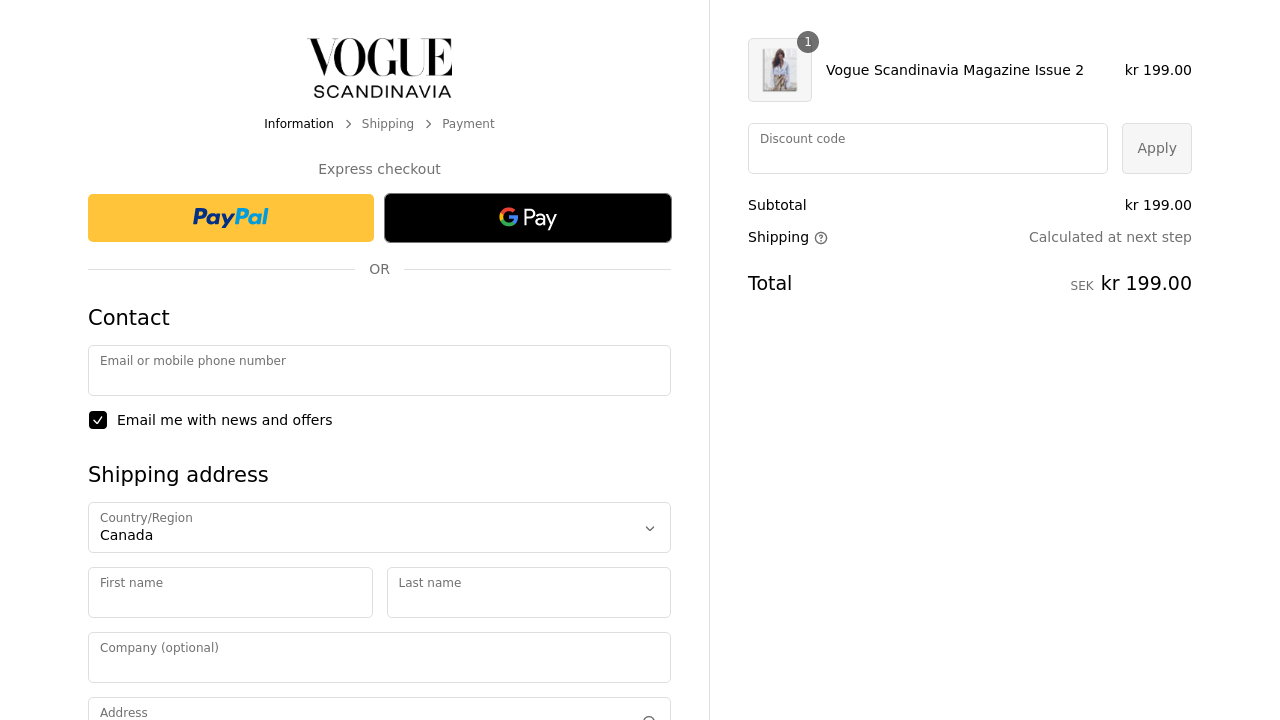 VOGUE
SCANDINAVIA
Information > Shipping > Payment
Express checkout
PayPal
G Pay
OR
Contact
Email or mobile phone number
Email me with news and offers
Shipping address
Country/Region
Canada
First name
Last name
Company (optional)
Address
1
Vogue Scandinavia Magazine Issue 2
kr 199.00
Discount code
Apply
Subtotal
kr 199.00
Shipping
Calculated at next step
Total
SEK kr 199.00